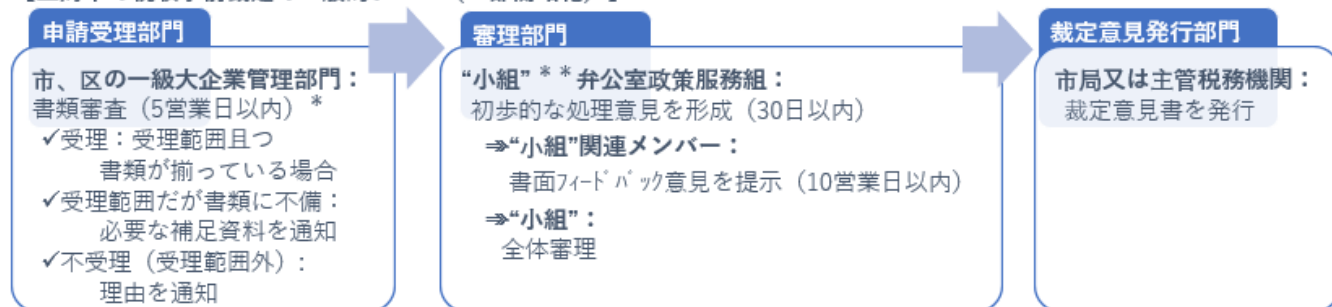 申請受理部門
市、区の一級大企業管理部門：
書類審査（5営業日以内）＊
✓受理：受理範囲且つ
書類が揃っている場合
✓受理範囲だが書類に不備：
必要な補足資料を通知
✓不受理（受理範囲外）：
理由を通知
審理部門
“小組”＊＊弁公室政策服務組：
初歩的な処理意見を形成（30日以内）
⇒“小組”関連メンバー：
書面ﾌｨｰﾄﾞﾊﾞｯｸ意見を提示（10営業日以内）
⇒“小組”：
全体審理
裁定意見発行部門
市局又は主管税務機関：
裁定意見書を発行